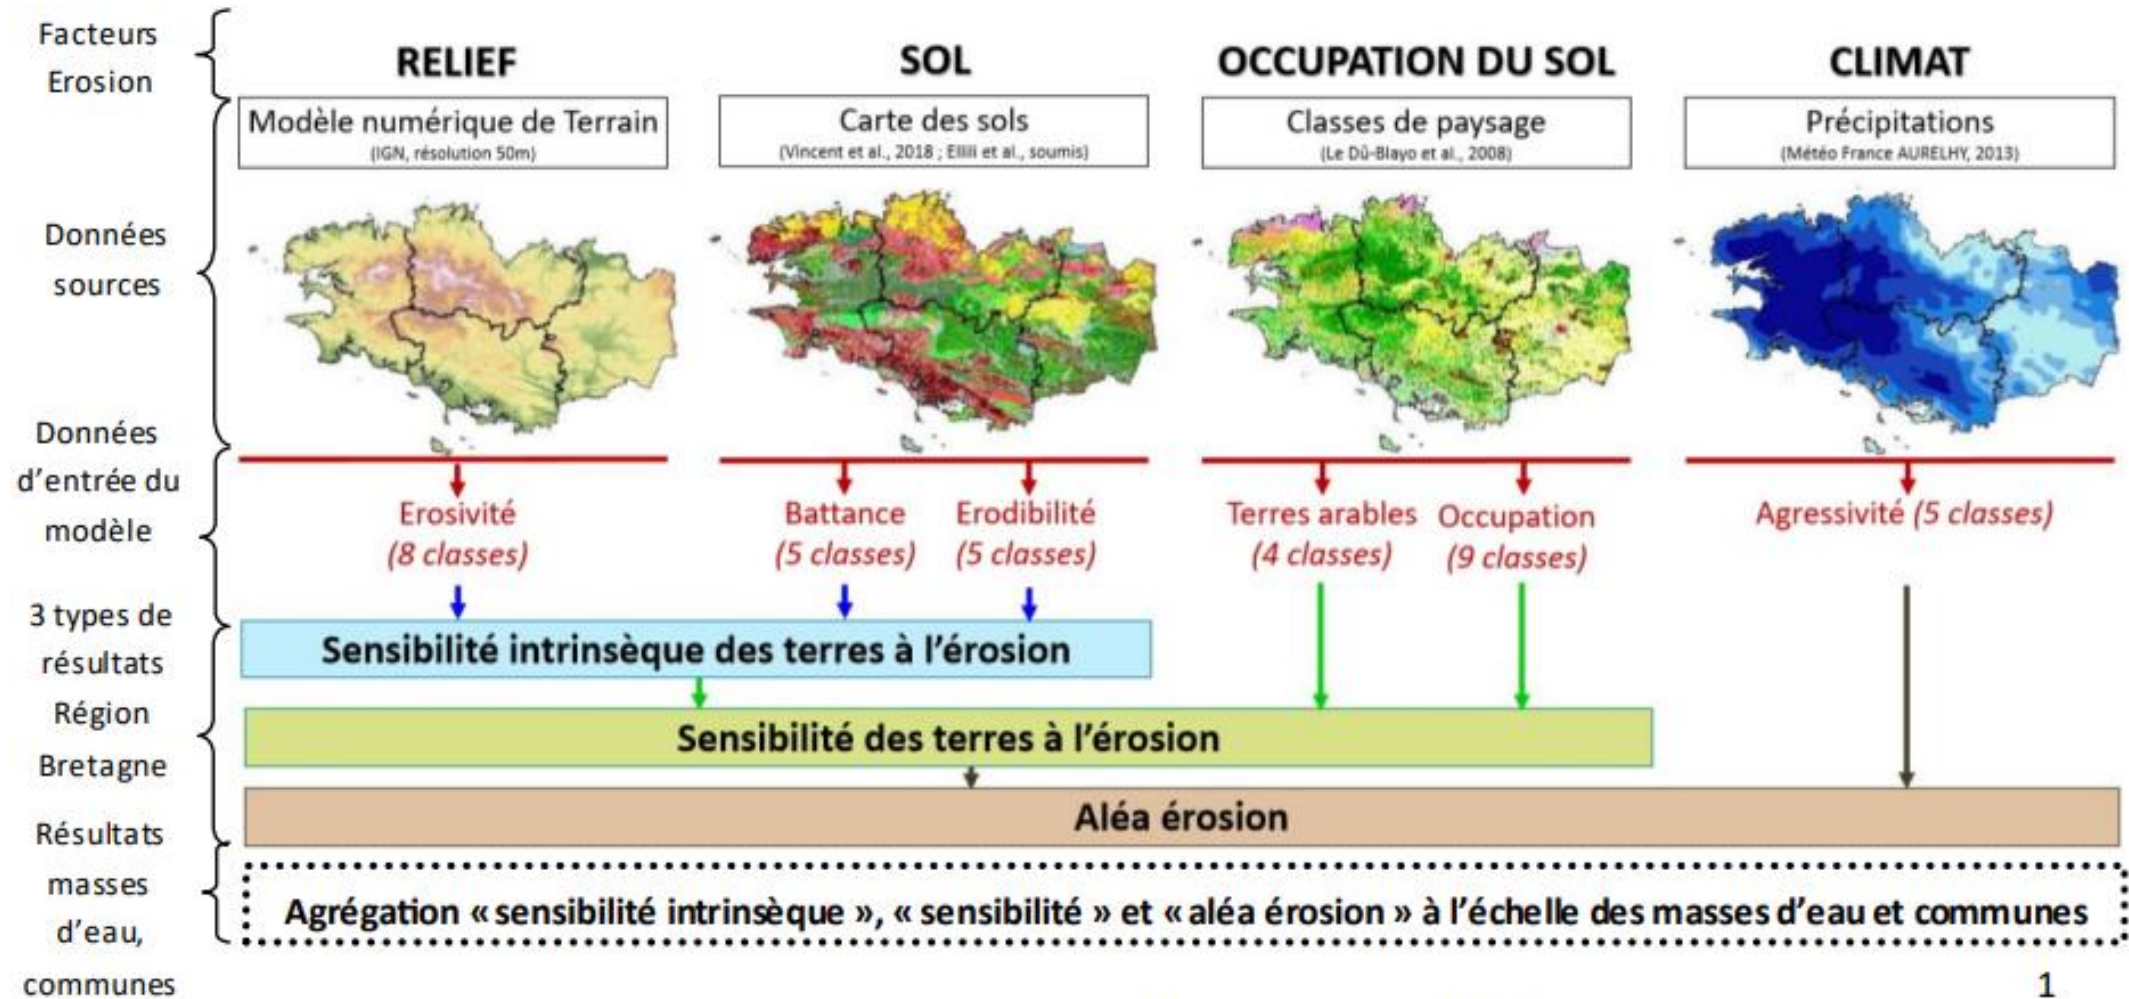 Facteurs
Erosion
RELIEF
SOL
OCCUPATION DU SOL
CLIMAT
Modèle numérique de Terrain
(IGN, résolution 50m)
Carte des sols
(Vincent et al., 2018 ; Ellili et al., soumis)
Classes de paysage
(Le Dû-Blayo et al., 2008)
Précipitations
(Météo France AURELHY, 2013)
Données
sources
Données
d'entrée du
modèle
Erosivité
(8 classes)
Battance
(5 classes)
Erodibilité
(5 classes)
Terres arables
(4 classes)
Occupation
(9 classes)
Agressivité (5 classes)
3 types de
résultats
Région
Bretagne
Sensibilité intrinsèque des terres à l'érosion
Sensibilité des terres à l'érosion
Aléa érosion
Résultats
masses
d'eau,
communes
Agrégation « sensibilité intrinsèque », « sensibilité » et « aléa érosion » à l'échelle des masses d'eau et communes
1